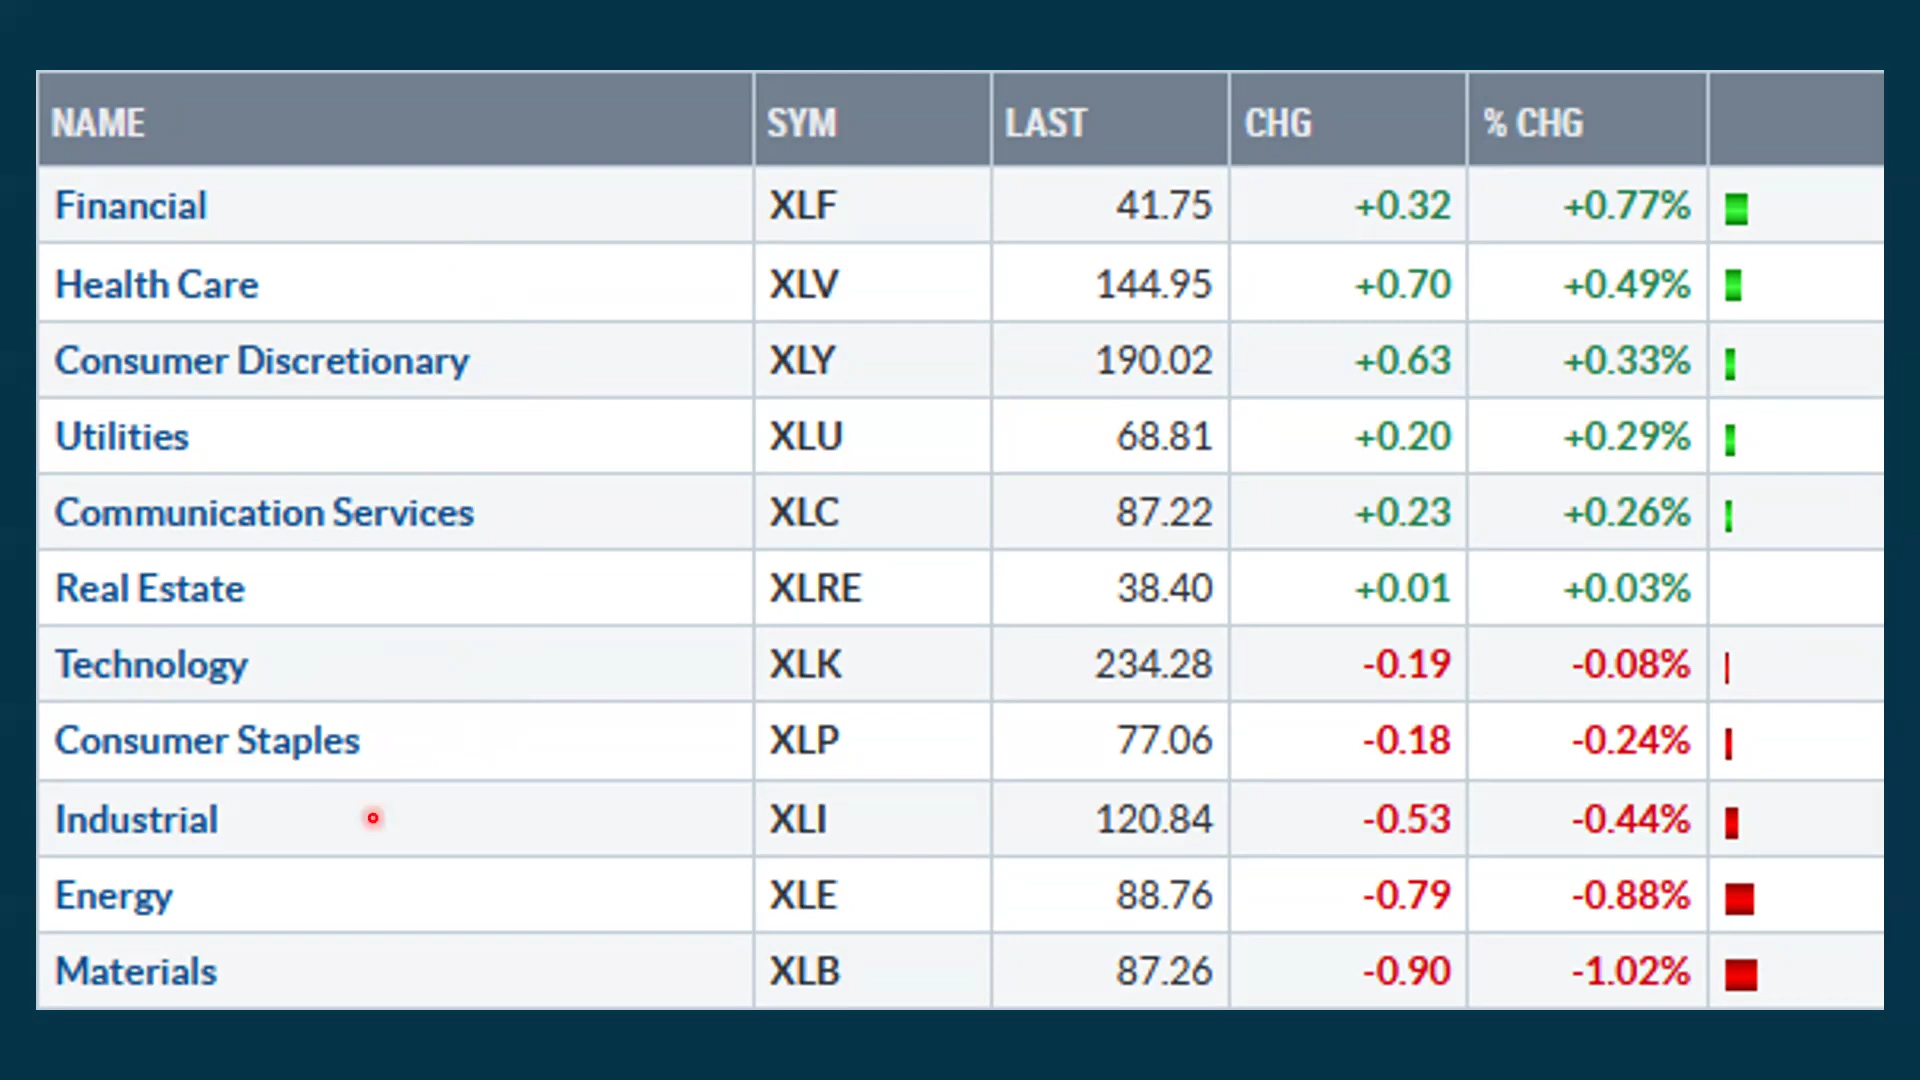 NAME SYM LAST CHG % CHG
Financial XLF 41.75 +0.32 +0.77%
Health Care XLV 144.95 +0.70 +0.49%
Consumer Discretionary XLY 190.02 +0.63 +0.33%
Utilities XLU 68.81 +0.20 +0.29%
Communication Services XLC 87.22 +0.23 +0.26%
Real Estate XLRE 38.40 +0.01 +0.03%
Technology XLK 234.28 -0.19 -0.08%
Consumer Staples XLP 77.06 -0.18 -0.24%
Industrial XLI 120.84 -0.53 -0.44%
Energy XLE 88.76 -0.79 -0.88%
Materials XLB 87.26 -0.90 -1.02%